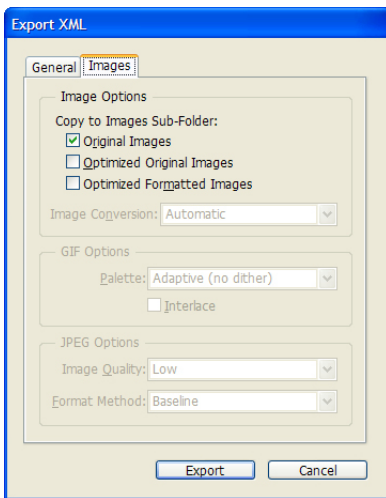 Export XML
General Images
Image Options
Copy to Images Sub-Folder:
Original Images
Optimized Original Images
Optimized Formatted Images
Image Conversion: Automatic
GIF Options
Palette: Adaptive (no dither)
Interlace
JPEG Options
Image Quality: Low
Format Method: Baseline
Export Cancel